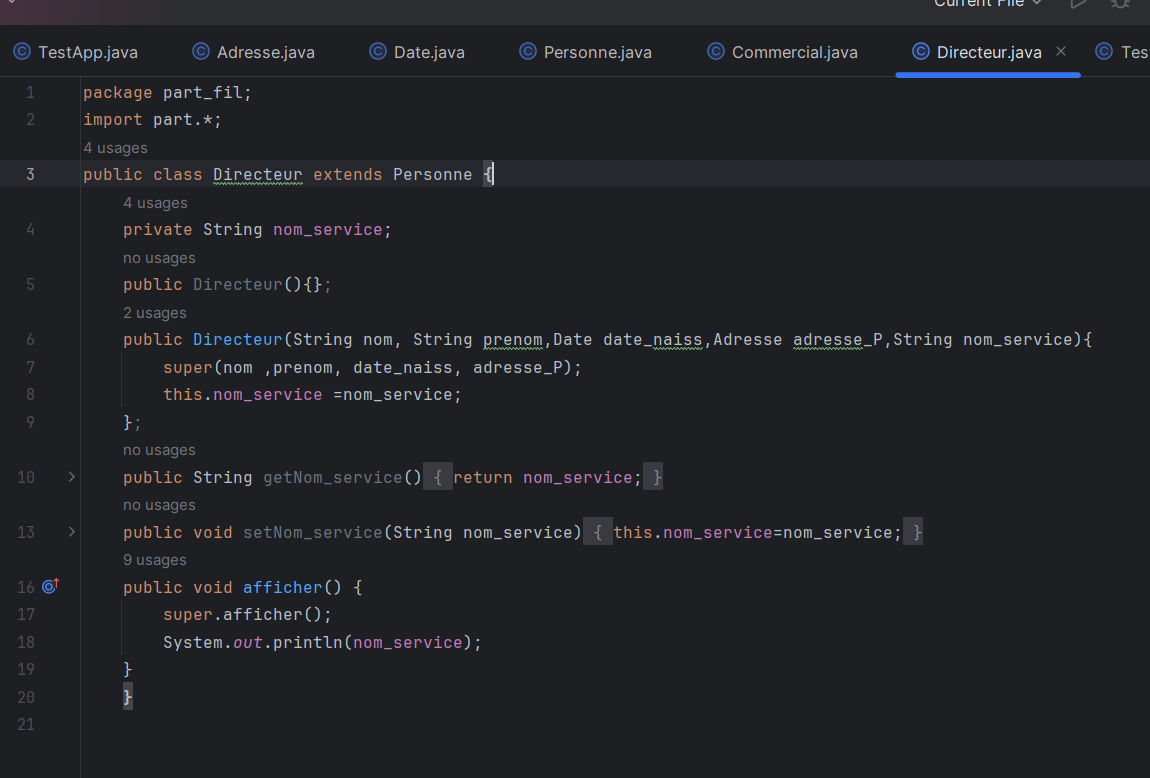 Current File
TestApp.java Adresse.java Date.java Personne.java Commercial.java Directeur.java Tes
1 package part_fil;
2 import part.*;
4 usages
3 public class Directeur extends Personne {
4 usages
4 private String nom_service;
no usages
5 public Directeur(){};
2 usages
6 public Directeur(String nom, String prenom,Date date_naiss,Adresse adresse_P,String nom_service){
7 super(nom ,prenom, date_naiss, adresse_P);
8 this.nom_service =nom_service;
9 };
no usages
10 public String getNom_service() { return nom_service; }
no usages
13 public void setNom_service(String nom_service) { this.nom_service=nom_service; }
9 usages
16 public void afficher() {
17 super.afficher();
18 System.out.println(nom_service);
19 }
20 }
21